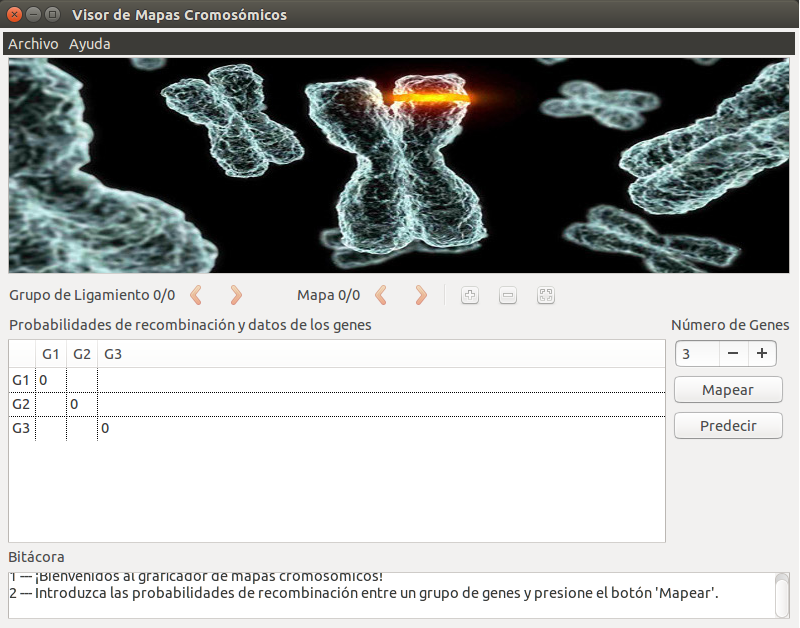 Visor de Mapas Cromosómicos
Archivo Ayuda
Grupo de Ligamiento 0/0 Mapa 0/0
Probabilidades de recombinación y datos de los genes Número de Genes
G1 G2 G3 3 − +
G1 0
G2 0
G3 0
Mapear
Predecir
Bitácora
1 --- ¡Bienvenidos al graficador de mapas cromosómicos!
2 --- Introduzca las probabilidades de recombinación entre un grupo de genes y presione el botón 'Mapear'.